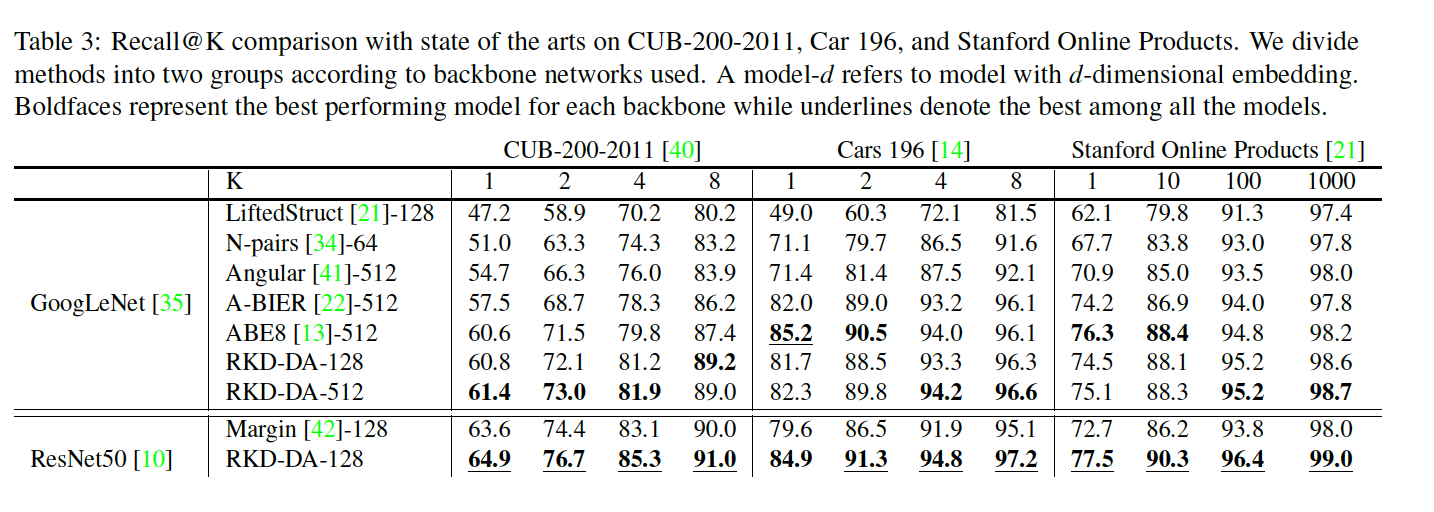 Table 3: Recall@K comparison with state of the arts on CUB-200-2011, Car 196, and Stanford Online Products. We divide
methods into two groups according to backbone networks used. A model-d refers to model with d-dimensional embedding.
Boldfaces represent the best performing model for each backbone while underlines denote the best among all the models.
CUB-200-2011 [40] Cars 196 [14] Stanford Online Products [21]
K 1 2 4 8 1 2 4 8 1 10 100 1000
LiftedStruct [21]-128 47.2 58.9 70.2 80.2 49.0 60.3 72.1 81.5 62.1 79.8 91.3 97.4
N-pairs [34]-64 51.0 63.3 74.3 83.2 71.1 79.7 86.5 91.6 67.7 83.8 93.0 97.8
Angular [41]-512 54.7 66.3 76.0 83.9 71.4 81.4 87.5 92.1 70.9 85.0 93.5 98.0
GoogLeNet [35] A-BIER [22]-512 57.5 68.7 78.3 86.2 82.0 89.0 93.2 96.1 74.2 86.9 94.0 97.8
ABE8 [13]-512 60.6 71.5 79.8 87.4 85.2 90.5 94.0 96.1 76.3 88.4 94.8 98.2
RKD-DA-128 60.8 72.1 81.2 89.2 81.7 88.5 93.3 96.3 74.5 88.1 95.2 98.6
RKD-DA-512 61.4 73.0 81.9 89.0 82.3 89.8 94.2 96.6 75.1 88.3 95.2 98.7
Margin [42]-128 63.6 74.4 83.1 90.0 79.6 86.5 91.9 95.1 72.7 86.2 93.8 98.0
ResNet50 [10] RKD-DA-128 64.9 76.7 85.3 91.0 84.9 91.3 94.8 97.2 77.5 90.3 96.4 99.0